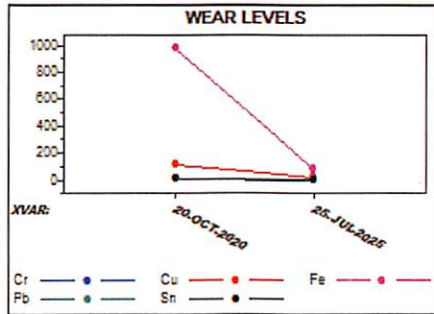 WEAR LEVELS
1000
800
600
400
200
0
XVAR:
20-OCT-2020
25-JUL-2025
Cr
Cu
Fe
Pb
Sn